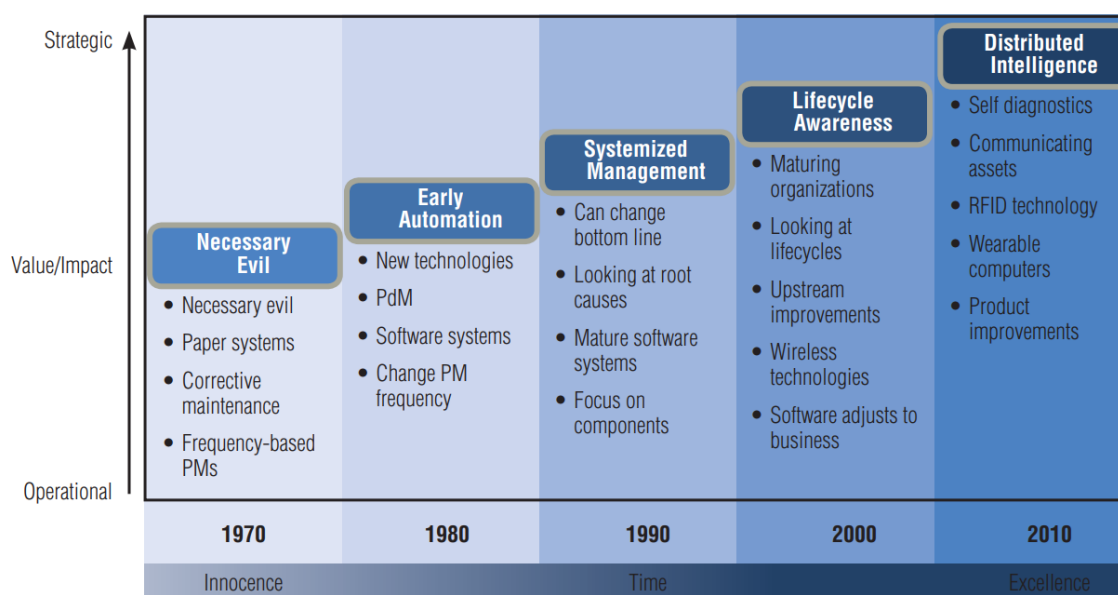 Strategic
Value/Impact
Operational
Necessary
Evil
• Necessary evil
• Paper systems
• Corrective
maintenance
• Frequency-based
PMs
Early
Automation
• New technologies
• PdM
• Software systems
• Change PM
frequency
Systemized
Management
• Can change
bottom line
• Looking at root
causes
• Mature software
systems
• Focus on
components
Lifecycle
Awareness
• Maturing
organizations
• Looking at
lifecycles
• Upstream
improvements
• Wireless
technologies
• Software adjusts to
business
Distributed
Intelligence
• Self diagnostics
• Communicating
assets
• RFID technology
• Wearable
computers
• Product
improvements
1970
1980
1990
2000
2010
Innocence
Time
Excellence